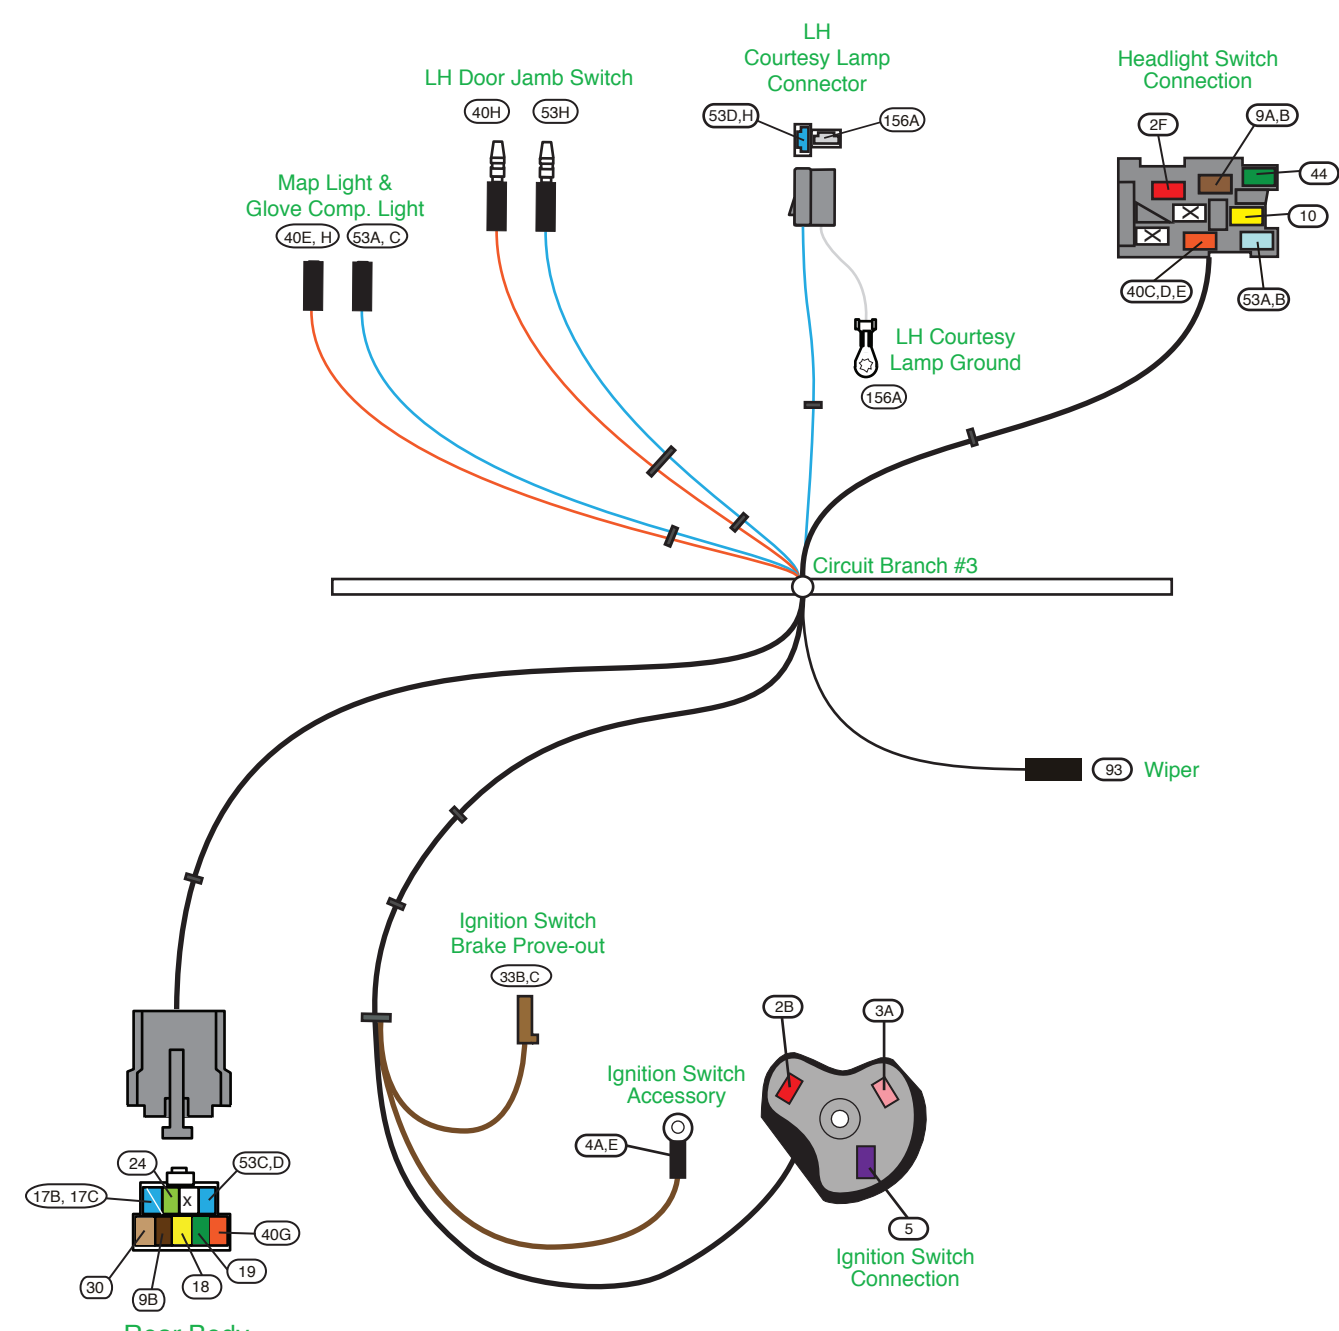 LH
Courtesy Lamp
Connector
53D,H
156A
LH Door Jamb Switch
40H
53H
Headlight Switch
Connection
2F
9A,B
44
10
40C,D,E
53A,B
Map Light &
Glove Comp. Light
40E, H
53A, C
LH Courtesy
Lamp Ground
156A
Circuit Branch #3
93
Wiper
Ignition Switch
Brake Prove-out
33B,C
Ignition Switch
Accessory
4A,E
2B
3A
5
Ignition Switch
Connection
24
53C,D
17B, 17C
X
40G
30
9B
18
19
Rear Body